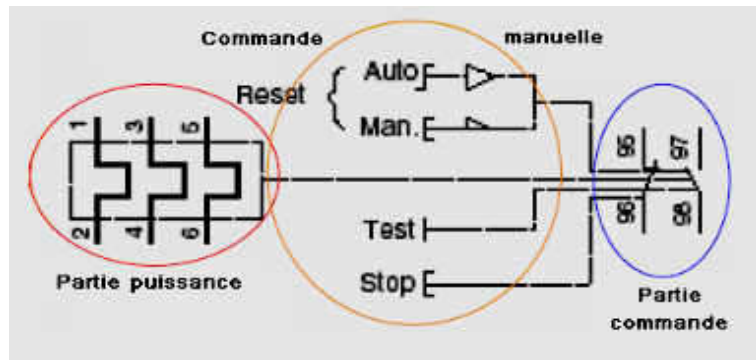 Commande manuelle
Auto
Reset
Man.
1 3 5
95 97
2 4 6
96 98
Test
Partie puissance
Stop
Partie
commande